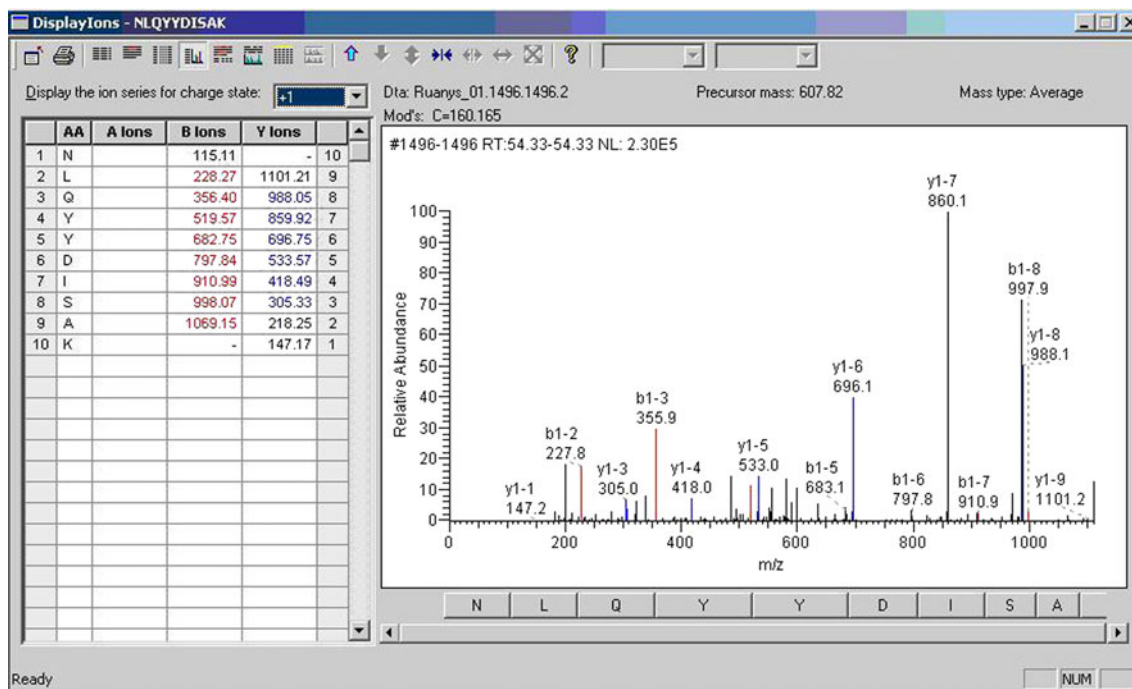 DisplayIons - NLQYYDISAK
Display the ion series for charge state: +1
Dta: Ruanys_01.1496.1496.2 Precursor mass: 607.82 Mass type: Average
Mod's: C=160.165
AA A Ions B Ions Y Ions
1 N 115.11 - 10
2 L 228.27 1101.21 9
3 Q 356.40 988.05 8
4 Y 519.57 859.92 7
5 Y 682.75 696.75 6
6 D 797.84 533.57 5
7 I 910.99 418.49 4
8 S 998.07 305.33 3
9 A 1069.15 218.25 2
10 K - 147.17 1
#1496-1496 RT:54.33-54.33 NL: 2.30E5
y1-7
860.1
b1-8
997.9
y1-8
988.1
y1-6
696.1
b1-3
355.9
b1-2
227.8
y1-5
533.0
y1-3
305.0
y1-4
418.0
b1-5
683.1
y1-1
147.2
b1-6
797.8
b1-7
910.9
y1-9
1101.2
Relative Abundance
100
90
80
70
60
50
40
30
20
10
0
0 200 400 600 800 1000
m/z
N L Q Y Y D I S A
Ready NUM